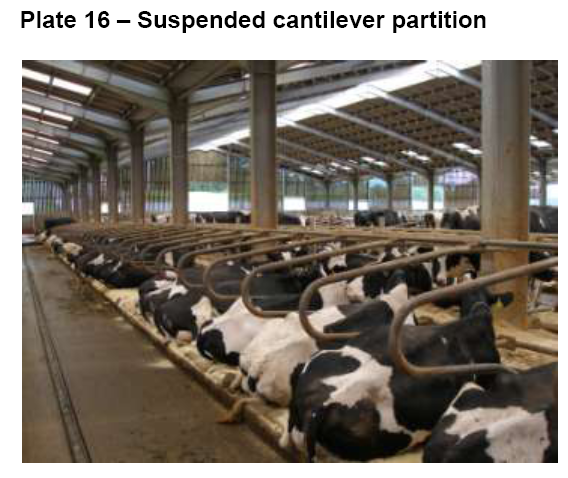 Plate 16 – Suspended cantilever partition